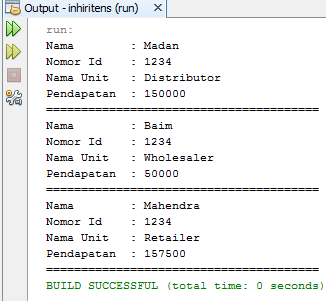 Output - inhiritens (run)
run:
Nama : Madan
Nomor Id : 1234
Nama Unit : Distributor
Pendapatan : 150000
=======================================
Nama : Baim
Nomor Id : 1234
Nama Unit : Wholesaler
Pendapatan : 50000
=======================================
Nama : Mahendra
Nomor Id : 1234
Nama Unit : Retailer
Pendapatan : 157500
=======================================
BUILD SUCCESSFUL (total time: 0 seconds)